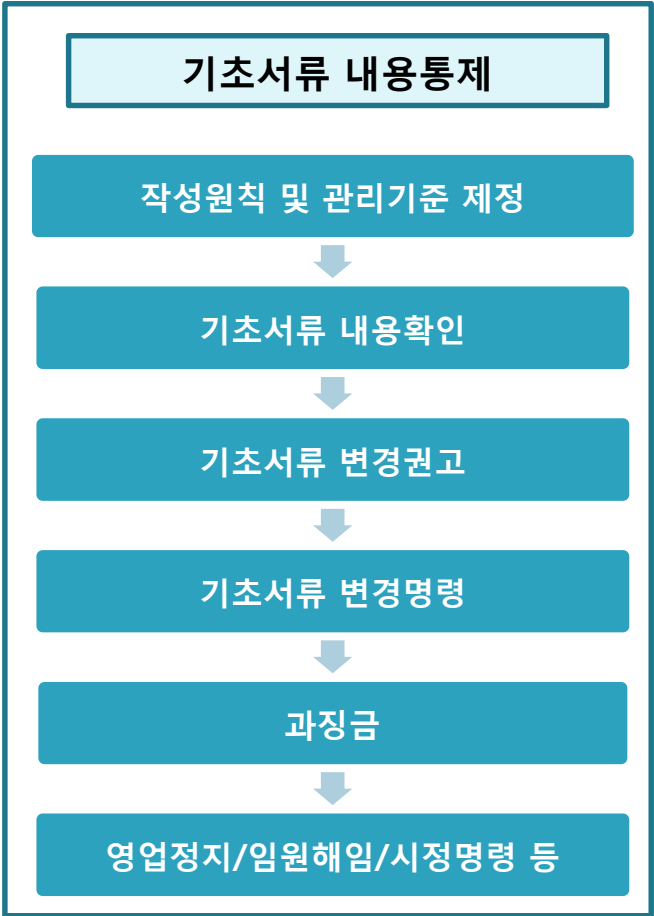 기초서류 내용통제
작성원칙 및 관리기준 제정
기초서류 내용확인
기초서류 변경권고
기초서류 변경명령
과징금
영업정지/임원해임/시정명령 등